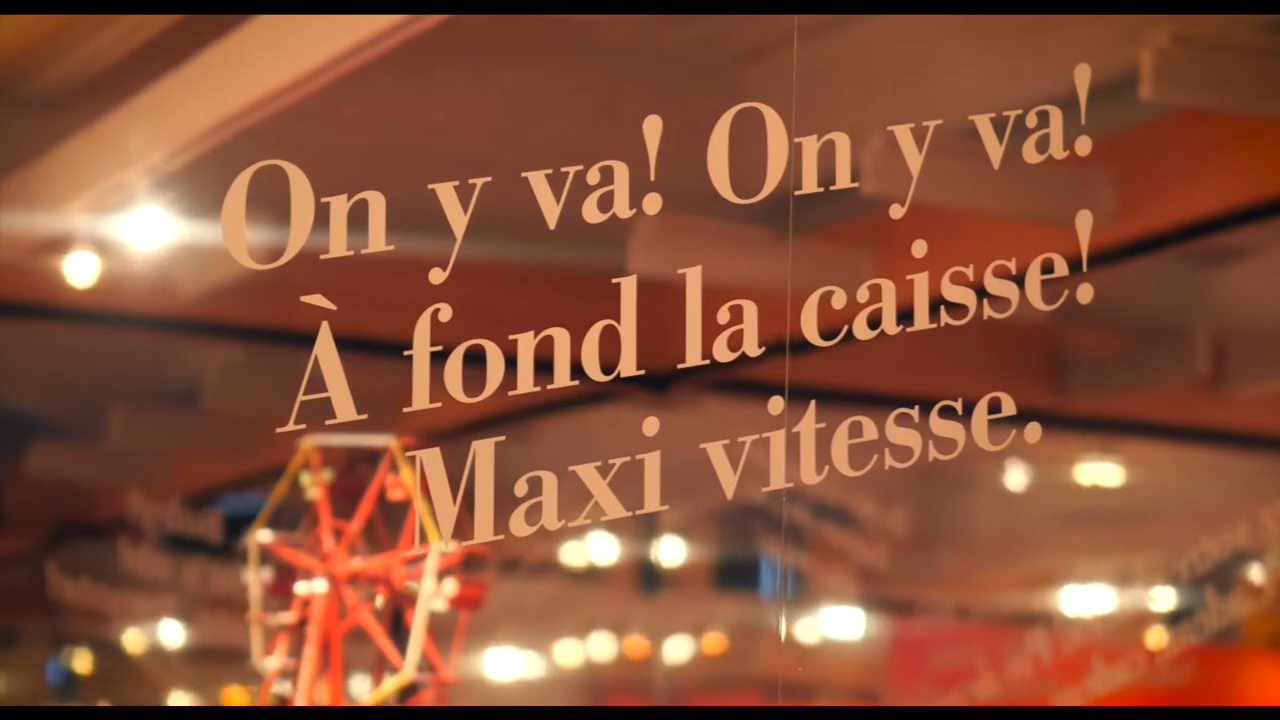 On y va! On y va!
À fond la caisse!
Maxi vitesse.